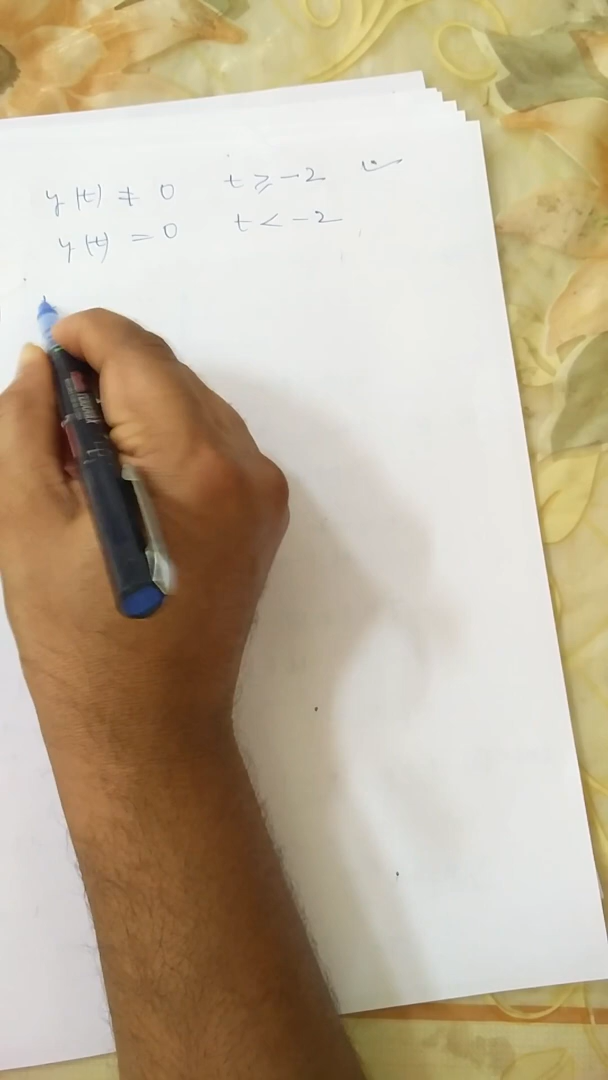 y(t) ≠ 0 t ≥ -2
y(t) = 0 t < -2